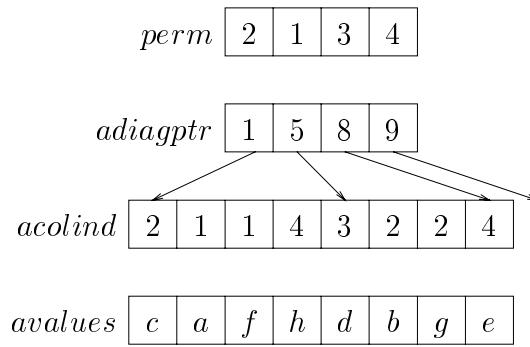 perm 2 1 3 4
adiagptr 1 5 8 9
acolind 2 1 1 4 3 2 2 4
avalues c a f h d b g e